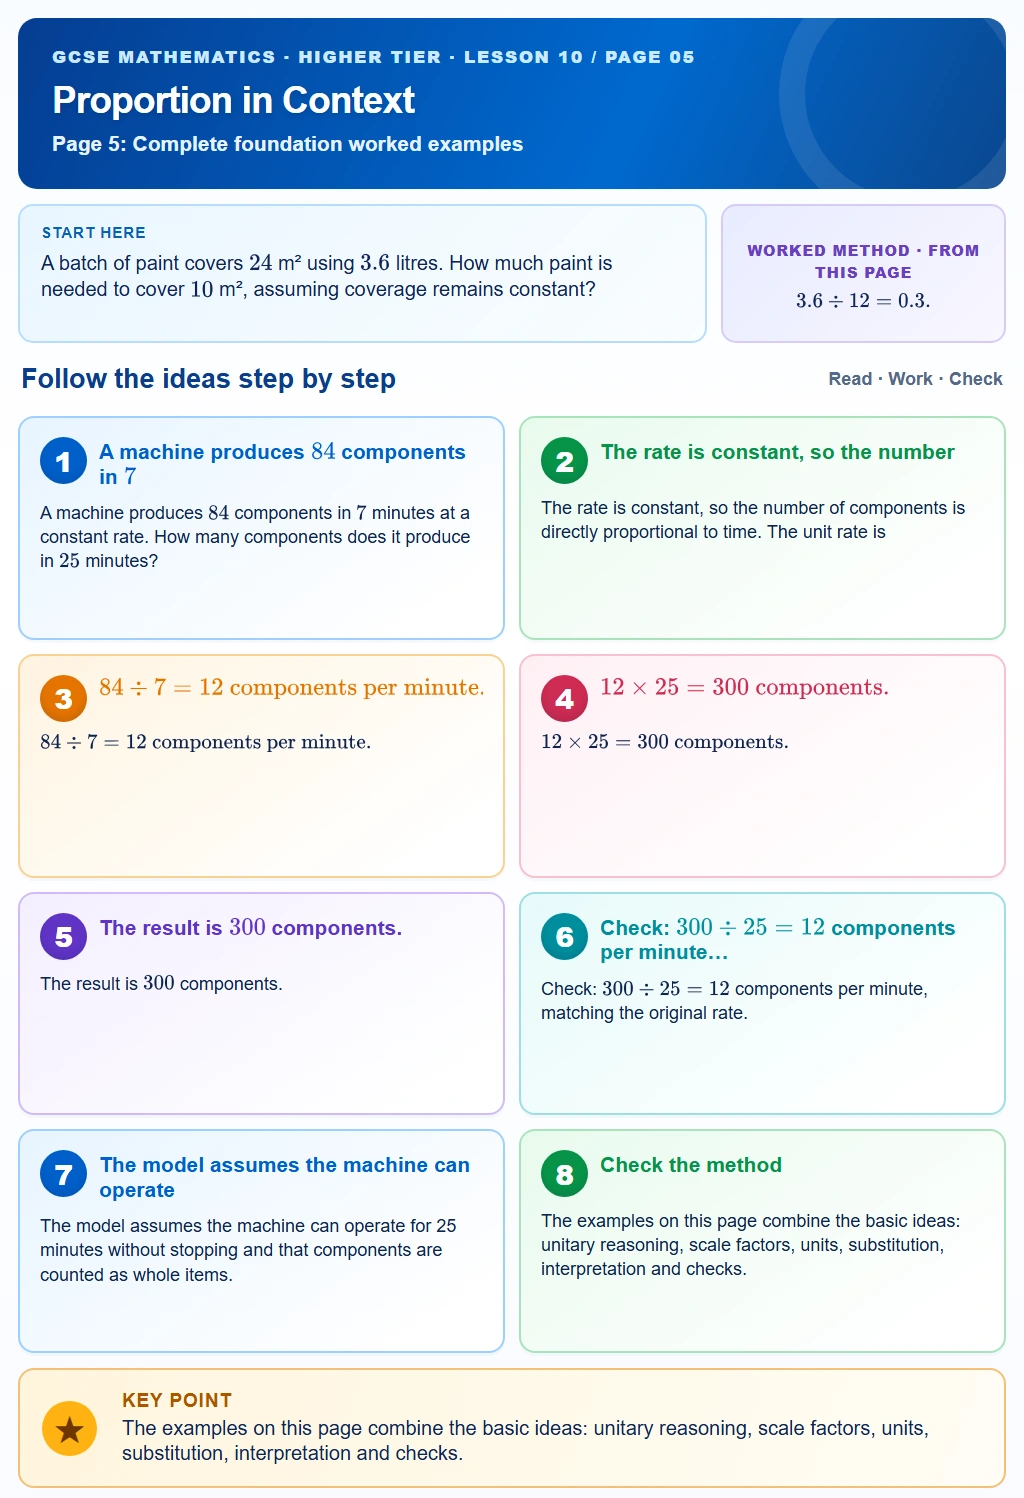 GCSE MATHEMATICS · HIGHER TIER · LESSON 10 / PAGE 05
Proportion in Context
Page 5: Complete foundation worked examples
START HERE
A batch of paint covers 24 m² using 3.6 litres. How much paint is
needed to cover 10 m², assuming coverage remains constant?
WORKED METHOD · FROM
THIS PAGE
3.6 ÷ 12 = 0.3.
Follow the ideas step by step
Read · Work · Check
1
A machine produces 84 components
in 7
A machine produces 84 components in 7 minutes at a
constant rate. How many components does it produce
in 25 minutes?
2
The rate is constant, so the number
The rate is constant, so the number of components is
directly proportional to time. The unit rate is
3
84 ÷ 7 = 12 components per minute.
84 ÷ 7 = 12 components per minute.
4
12 × 25 = 300 components.
12 × 25 = 300 components.
5
The result is 300 components.
The result is 300 components.
6
Check: 300 ÷ 25 = 12 components
per minute…
Check: 300 ÷ 25 = 12 components per minute,
matching the original rate.
7
The model assumes the machine can
operate
The model assumes the machine can operate for 25
minutes without stopping and that components are
counted as whole items.
8
Check the method
The examples on this page combine the basic ideas:
unitary reasoning, scale factors, units, substitution,
interpretation and checks.
KEY POINT
The examples on this page combine the basic ideas: unitary reasoning, scale factors, units,
substitution, interpretation and checks.